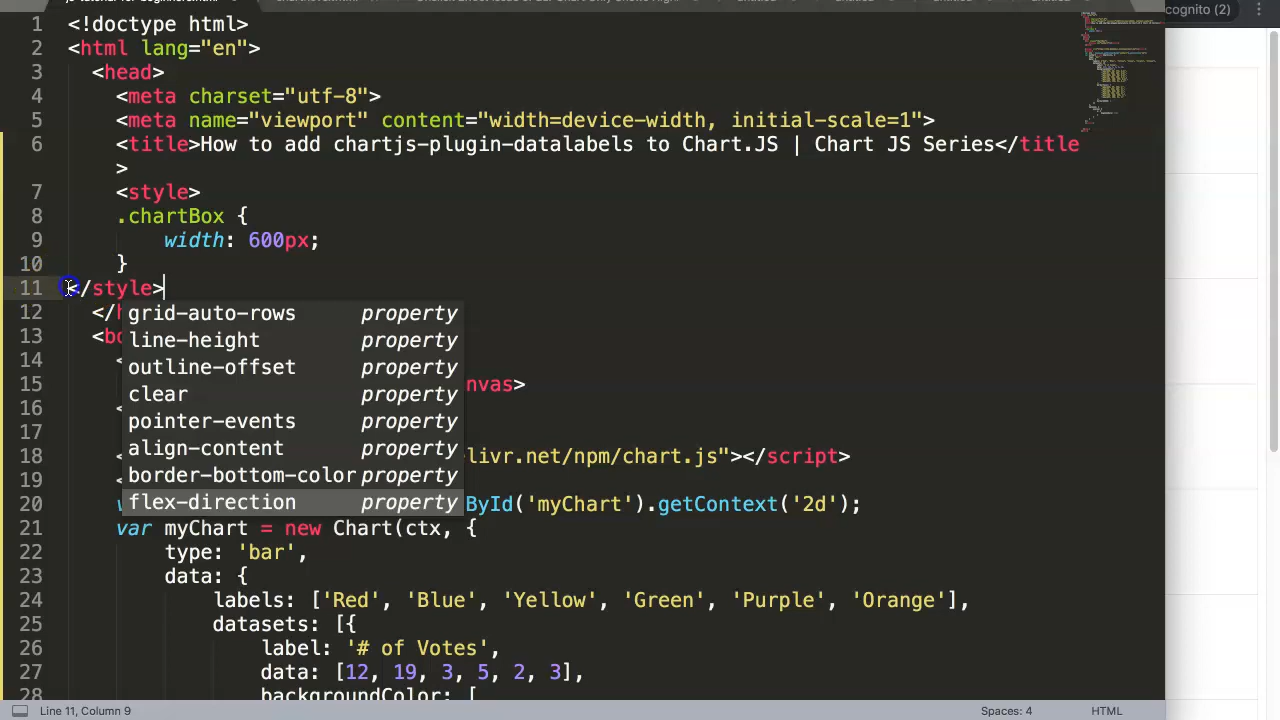 cognito (2)
1 <!doctype html>
2 <html lang="en">
3 <head>
4 <meta charset="utf-8">
5 <meta name="viewport" content="width=device-width, initial-scale=1">
6 <title>How to add chartjs-plugin-datalabels to Chart.JS | Chart JS Series</title
>
7 <style>
8 .chartBox {
9 width: 600px;
10 }
11 </style>
12 </h
grid-auto-rows property
13 <bo
line-height property
14 <
outline-offset property
15 nvas>
clear property
16 <
pointer-events property
17
align-content property
18 < livr.net/npm/chart.js"></script>
19 <
border-bottom-color property
20 v ById('myChart').getContext('2d');
flex-direction property
21 var myChart = new Chart(ctx, {
22 type: 'bar',
23 data: {
24 labels: ['Red', 'Blue', 'Yellow', 'Green', 'Purple', 'Orange'],
25 datasets: [{
26 label: '# of Votes',
27 data: [12, 19, 3, 5, 2, 3],
28 backgroundColor: [
Line 11, Column 9 Spaces: 4 HTML